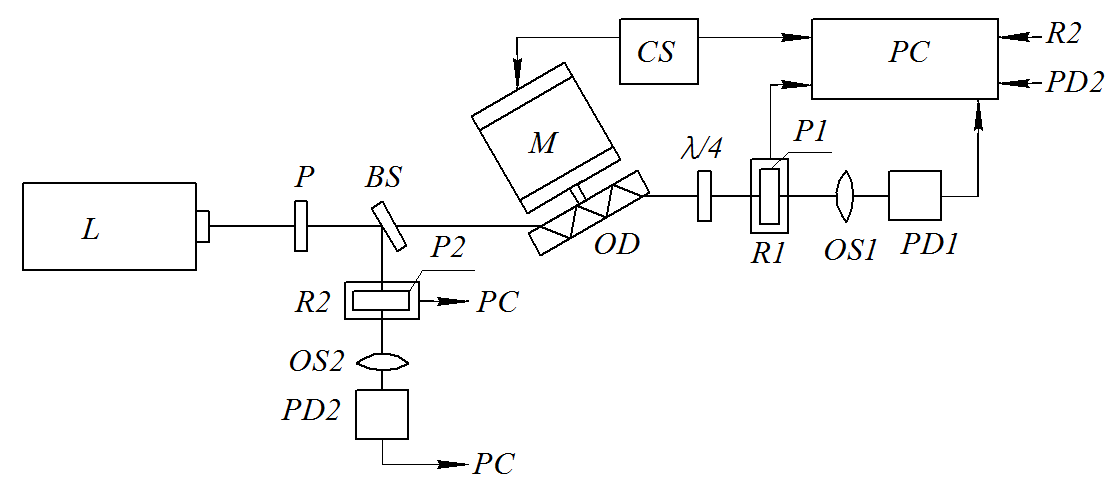 CS
PC
R2
PD2
M
λ/4
P1
P
BS
L
P2
OD
R1
OS1
PD1
R2
PC
OS2
PD2
PC